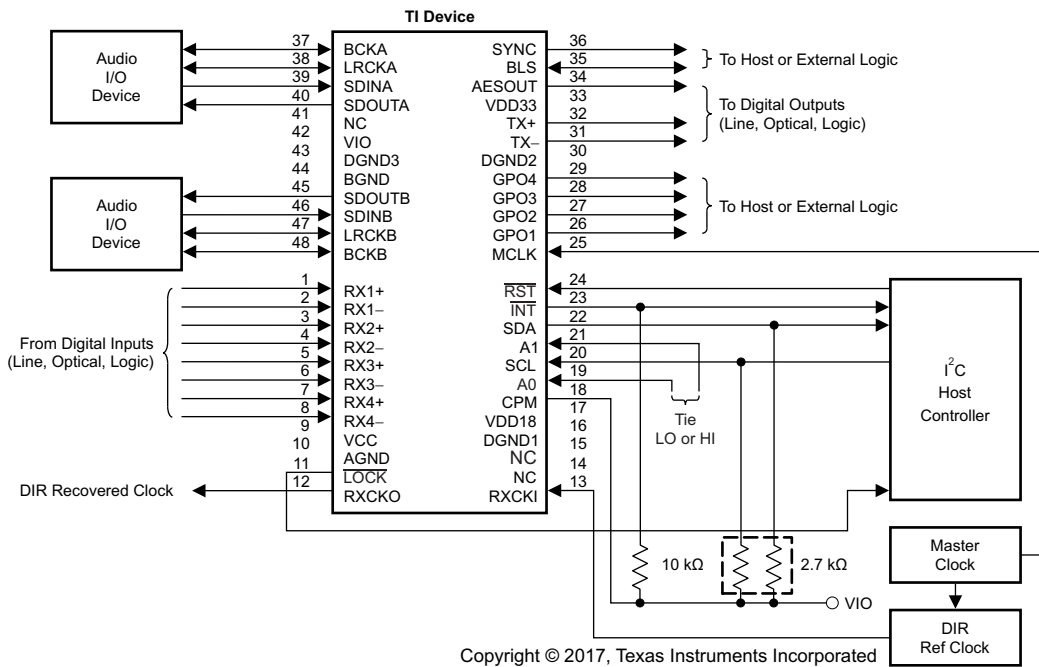 TI Device
Audio
I/O
Device
37
38
39
40
41
42
43
44
45
46
47
48
BCKA
LRCKA
SDINA
SDOUTA
NC
VIO
DGND3
BGND
SDOUTB
SDINB
LRCKB
BCKB
Audio
I/O
Device
SYNC
BLS
AESOUT
VDD33
TX+
TX–
DGND2
GPO4
GPO3
GPO2
GPO1
MCLK
36
35
34
33
32
31
30
29
28
27
26
25
To Host or External Logic
To Digital Outputs
(Line, Optical, Logic)
To Host or External Logic
From Digital Inputs
(Line, Optical, Logic)
1
2
3
4
5
6
7
8
9
10
11
12
RX1+
RX1–
RX2+
RX2–
RX3+
RX3–
RX4+
RX4–
VCC
AGND
LOCK
RXCKO
DIR Recovered Clock
RST
INT
SDA
A1
SCL
A0
CPM
VDD18
DGND1
NC
NC
RXCKI
24
23
22
21
20
19
18
17
16
15
14
13
Tie
LO or HI
I2C
Host
Controller
10 kΩ
2.7 kΩ
VIO
Master
Clock
DIR
Ref Clock
Copyright © 2017, Texas Instruments Incorporated